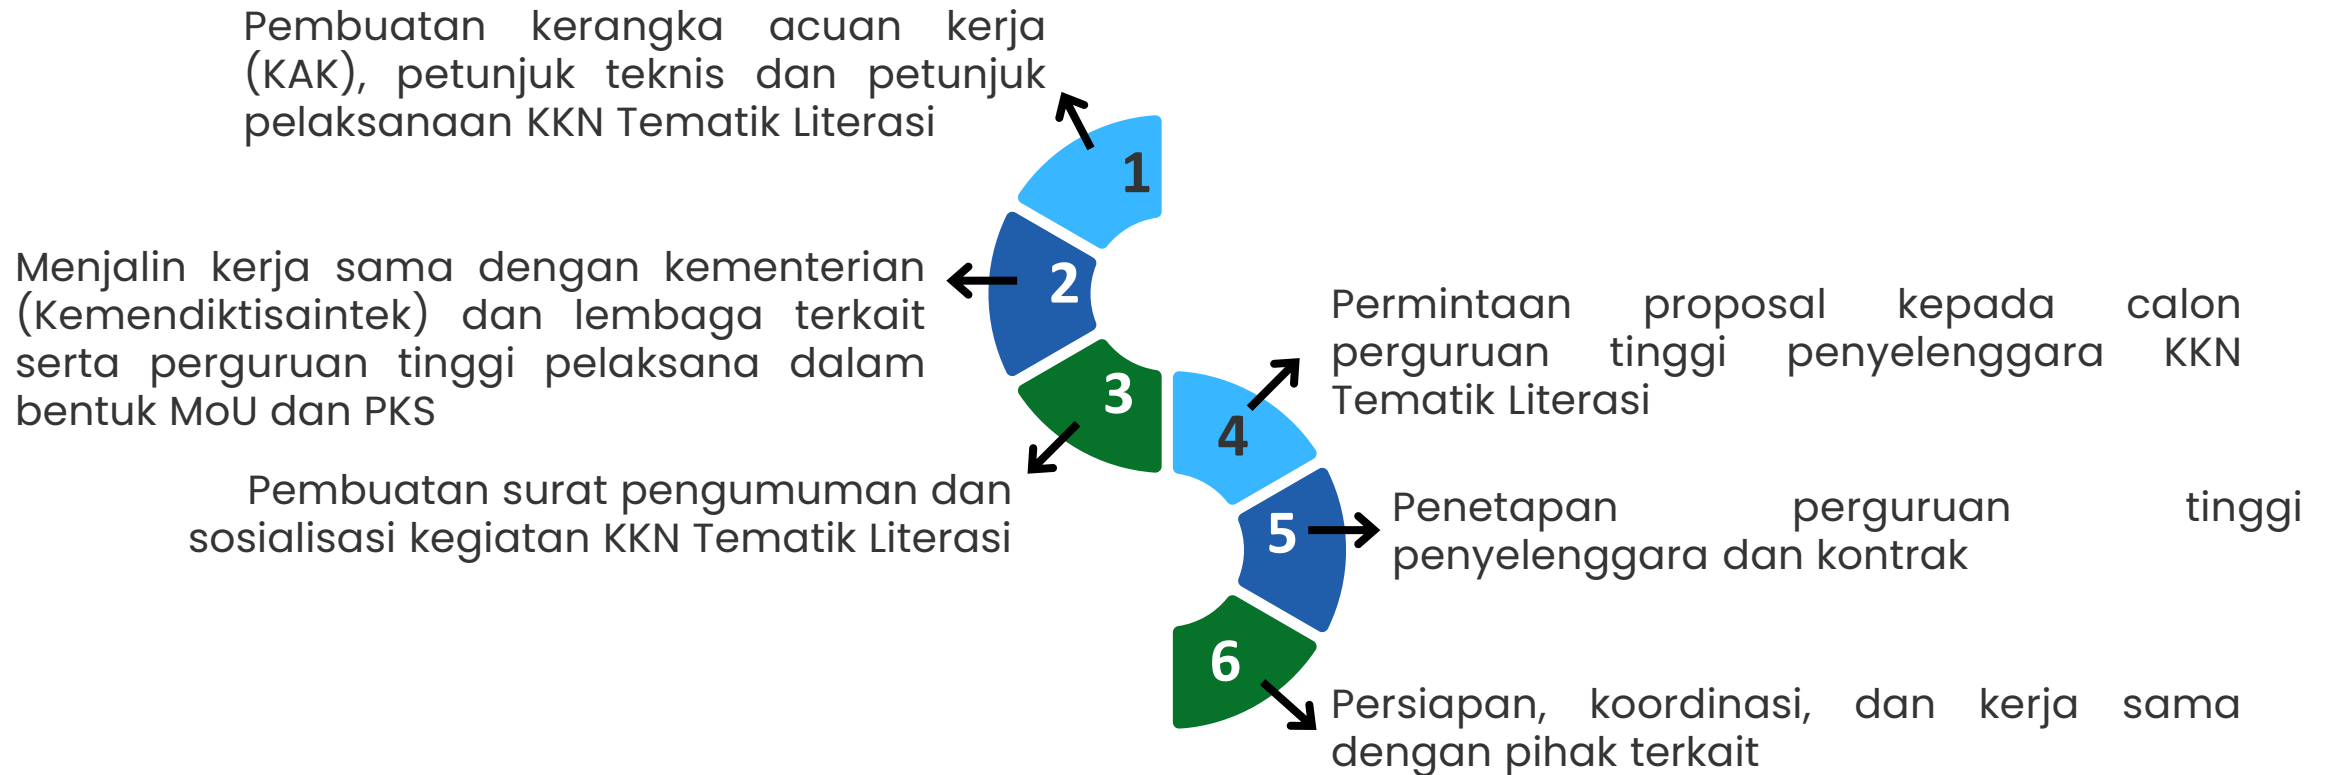 Pembuatan kerangka acuan kerja
(KAK), petunjuk teknis dan petunjuk
pelaksanaan KKN Tematik Literasi
1
Menjalin kerja sama dengan kementerian
(Kemendiktisaintek) dan lembaga terkait
serta perguruan tinggi pelaksana dalam
bentuk MoU dan PKS
2
Pembuatan surat pengumuman dan
sosialisasi kegiatan KKN Tematik Literasi
3
4
Permintaan proposal kepada calon
perguruan tinggi penyelenggara KKN
Tematik Literasi
5
Penetapan perguruan tinggi
penyelenggara dan kontrak
6
Persiapan, koordinasi, dan kerja sama
dengan pihak terkait